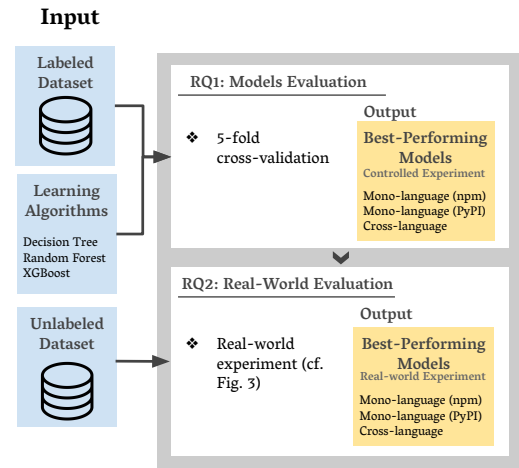 Input
Labeled
Dataset
Learning
Algorithms
Decision Tree
Random Forest
XGBoost
Unlabeled
Dataset
RQ1: Models Evaluation
❖ 5-fold
cross-validation
Output
Best-Performing
Models
Controlled Experiment
Mono-language (npm)
Mono-language (PyPI)
Cross-language
RQ2: Real-World Evaluation
❖ Real-world
experiment (cf.
Fig. 3)
Output
Best-Performing
Models
Real-world Experiment
Mono-language (npm)
Mono-language (PyPI)
Cross-language